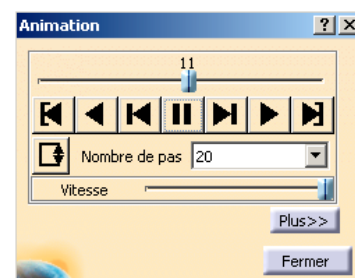 Animation
11
Nombre de pas 20
Vitesse
Plus>>
Fermer